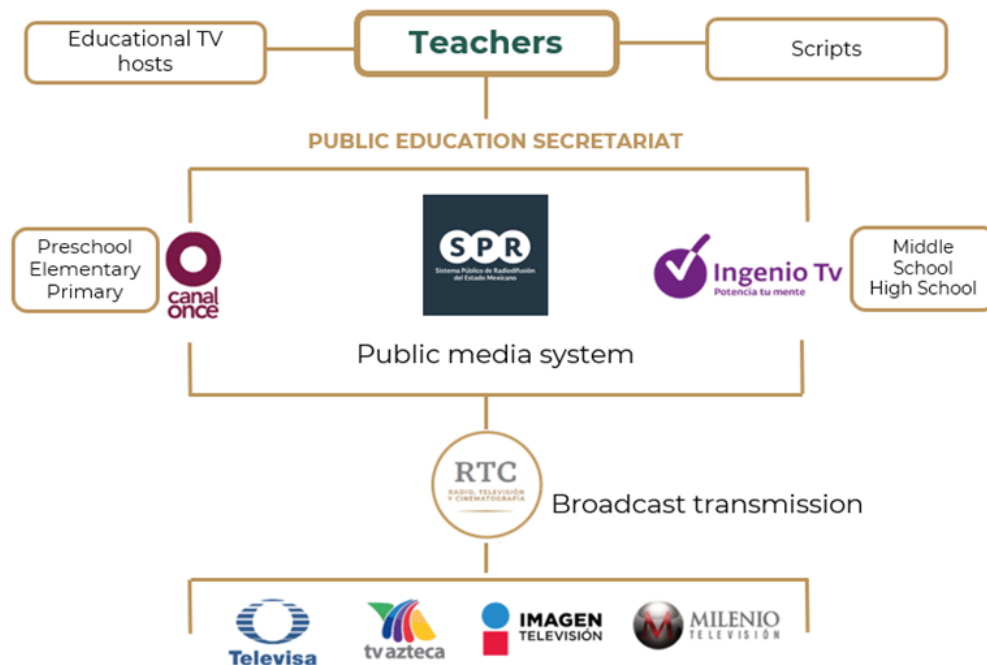 Educational TV
hosts
Teachers
Scripts
PUBLIC EDUCATION SECRETARIAT
Preschool
Elementary
Primary
canal
once
SPR
Sistema Público de Radiodifusión
del Estado Mexicano
Ingenio Tv
Potencia tu mente
Middle
School
High School
Public media system
RTC
RADIO, TELEVISIÓN
Y CINEMATOGRAFÍA
Broadcast transmission
Televisa
tv azteca
IMAGEN
TELEVISIÓN
M
MILENIO
TELEVISIÓN